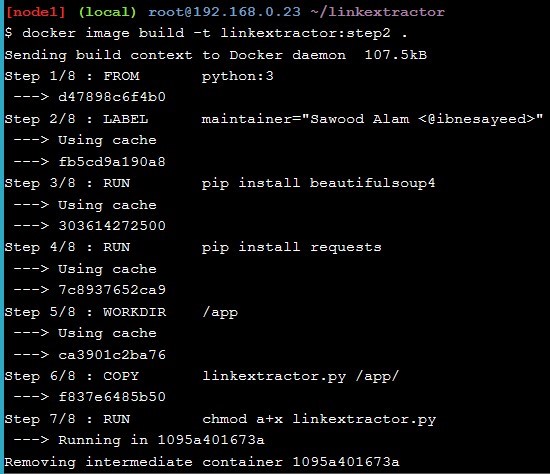 [node1] (local) root@192.168.0.23 ~/linkextractor
$ docker image build -t linkextractor:step2 .
Sending build context to Docker daemon  107.5kB
Step 1/8 : FROM       python:3
 ---> d47898c6f4b0
Step 2/8 : LABEL      maintainer="Sawood Alam <@ibnesayeed>"
 ---> Using cache
 ---> fb5cd9a190a8
Step 3/8 : RUN        pip install beautifulsoup4
 ---> Using cache
 ---> 303614272500
Step 4/8 : RUN        pip install requests
 ---> Using cache
 ---> 7c8937652ca9
Step 5/8 : WORKDIR    /app
 ---> Using cache
 ---> ca3901c2ba76
Step 6/8 : COPY       linkextractor.py /app/
 ---> f837e6485b50
Step 7/8 : RUN        chmod a+x linkextractor.py
 ---> Running in 1095a401673a
Removing intermediate container 1095a401673a